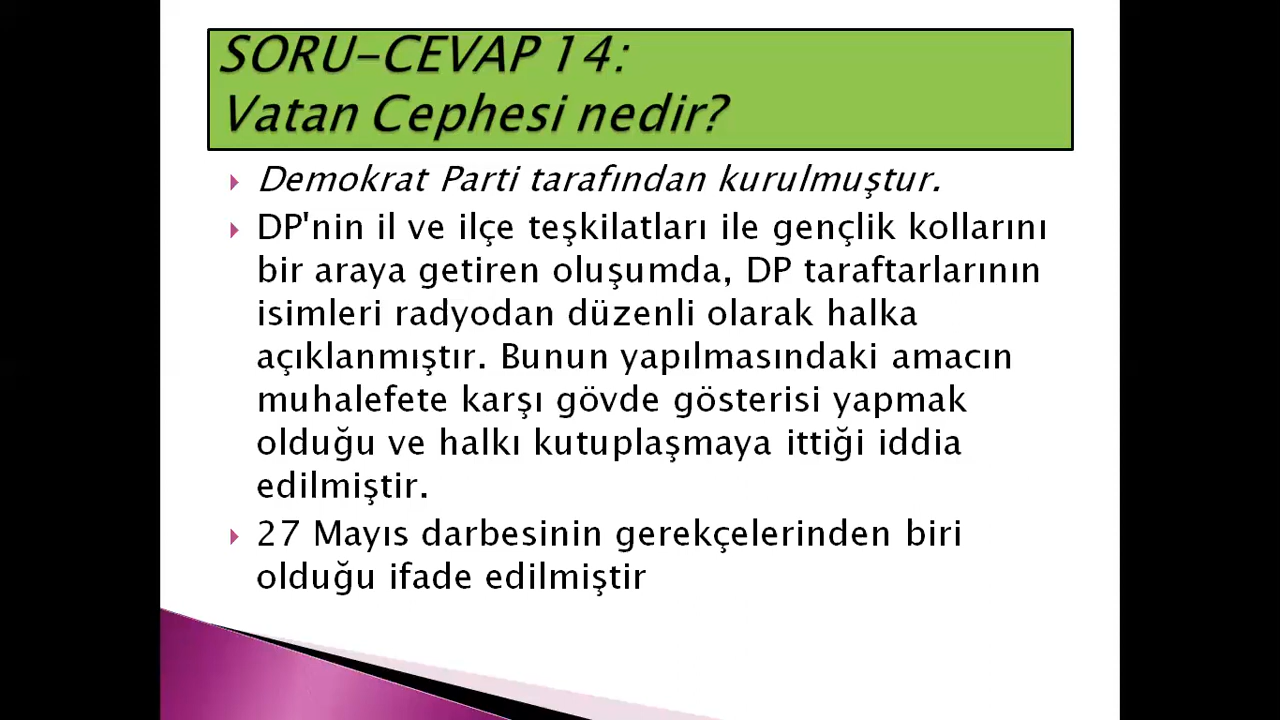 SORU-CEVAP 14:
Vatan Cephesi nedir?
Demokrat Parti tarafından kurulmuştur.
DP'nin il ve ilçe teşkilatları ile gençlik kollarını
bir araya getiren oluşumda, DP taraftarlarının
isimleri radyodan düzenli olarak halka
açıklanmıştır. Bunun yapılmasındaki amacın
muhalefete karşı gövde gösterisi yapmak
olduğu ve halkı kutuplaşmaya ittiği iddia
edilmiştir.
27 Mayıs darbesinin gerekçelerinden biri
olduğu ifade edilmiştir